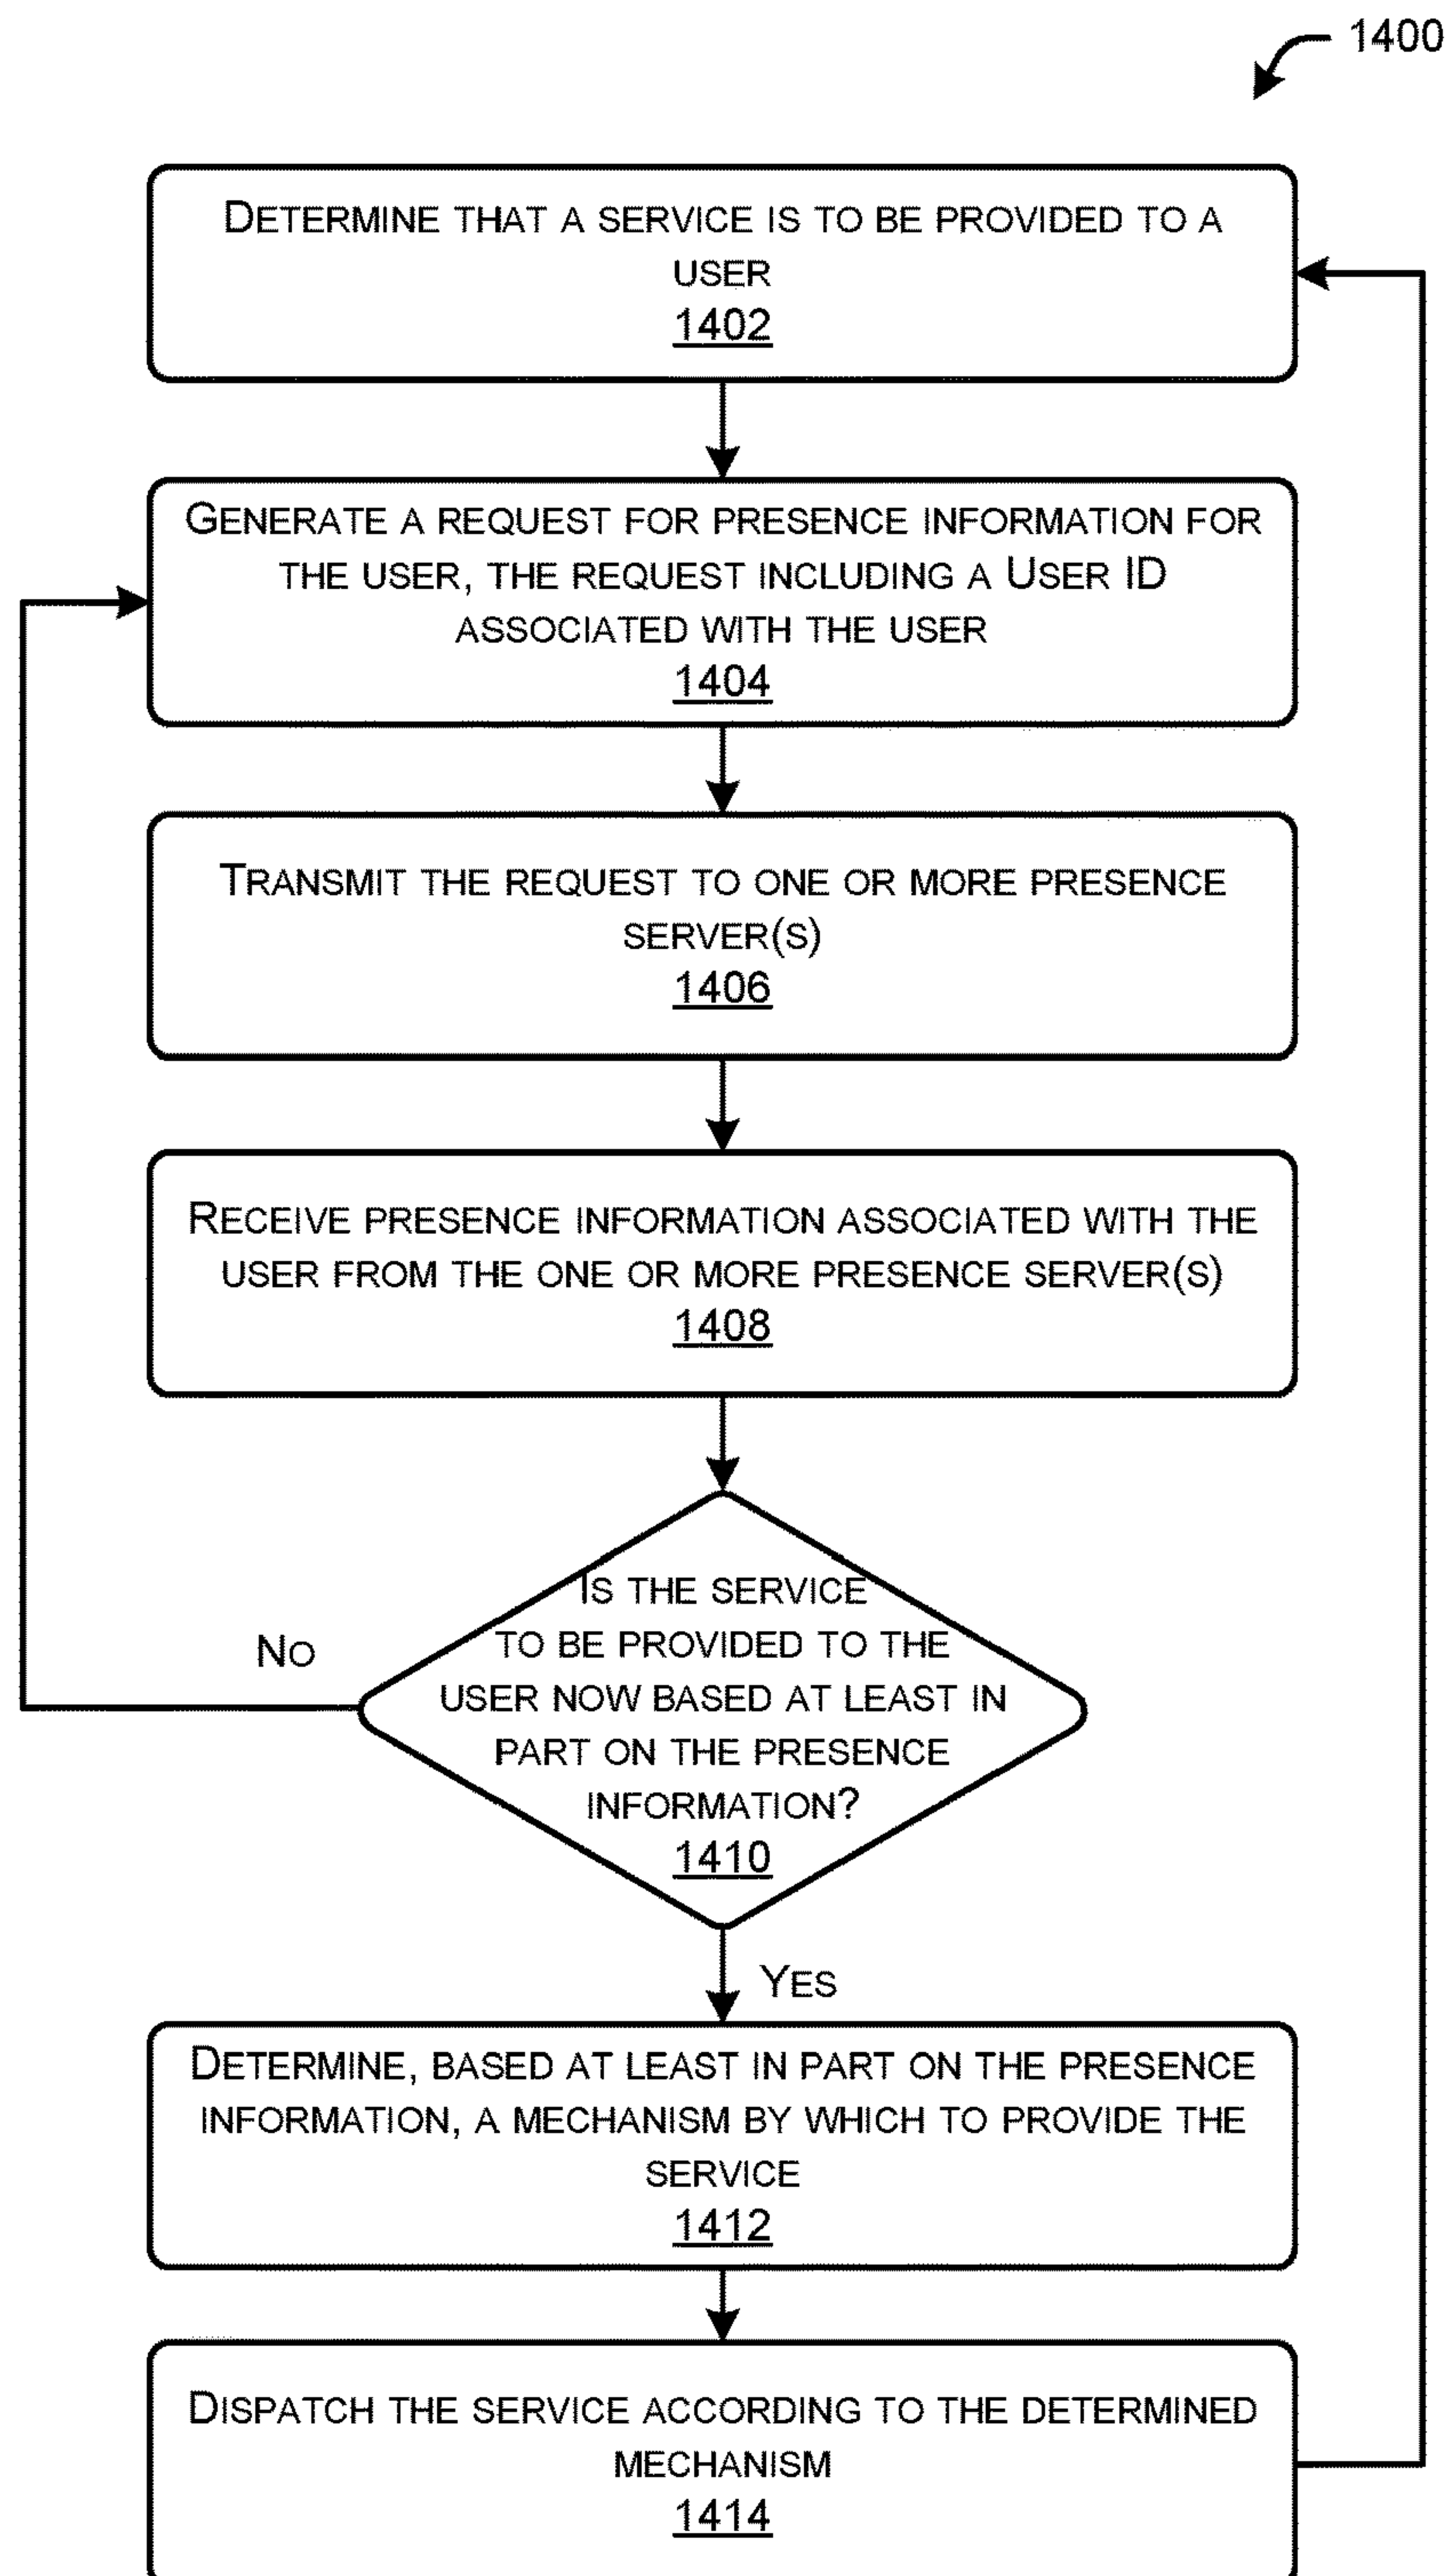 1400
DETERMINE THAT A SERVICE IS TO BE PROVIDED TO A
USER
1402
GENERATE A REQUEST FOR PRESENCE INFORMATION FOR
THE USER, THE REQUEST INCLUDING A USER ID
ASSOCIATED WITH THE USER
1404
TRANSMIT THE REQUEST TO ONE OR MORE PRESENCE
SERVER(S)
1406
RECEIVE PRESENCE INFORMATION ASSOCIATED WITH THE
USER FROM THE ONE OR MORE PRESENCE SERVER(S)
1408
IS THE SERVICE
TO BE PROVIDED TO THE
USER NOW BASED AT LEAST IN
PART ON THE PRESENCE
INFORMATION?
1410
NO
YES
DETERMINE, BASED AT LEAST IN PART ON THE PRESENCE
INFORMATION, A MECHANISM BY WHICH TO PROVIDE THE
SERVICE
1412
DISPATCH THE SERVICE ACCORDING TO THE DETERMINED
MECHANISM
1414